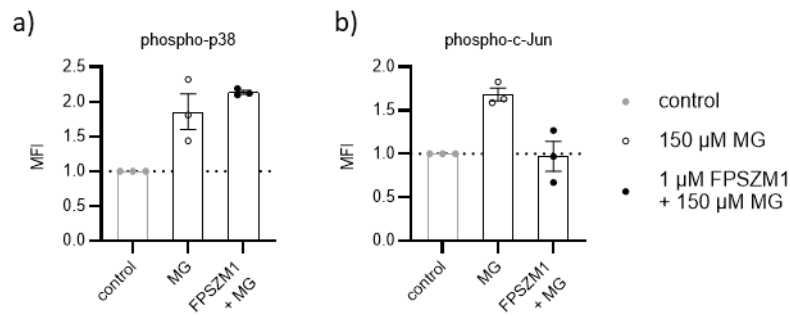 a)
phospho-p38
2.5
2.0
1.5
1.0
0.5
0.0
MFI
control
MG
FPSZM1
+ MG
b)
phospho-c-Jun
2.0
1.5
1.0
0.5
0.0
MFI
control
MG
FPSZM1
+ MG
control
150 µM MG
1 µM FPSZM1
+ 150 µM MG